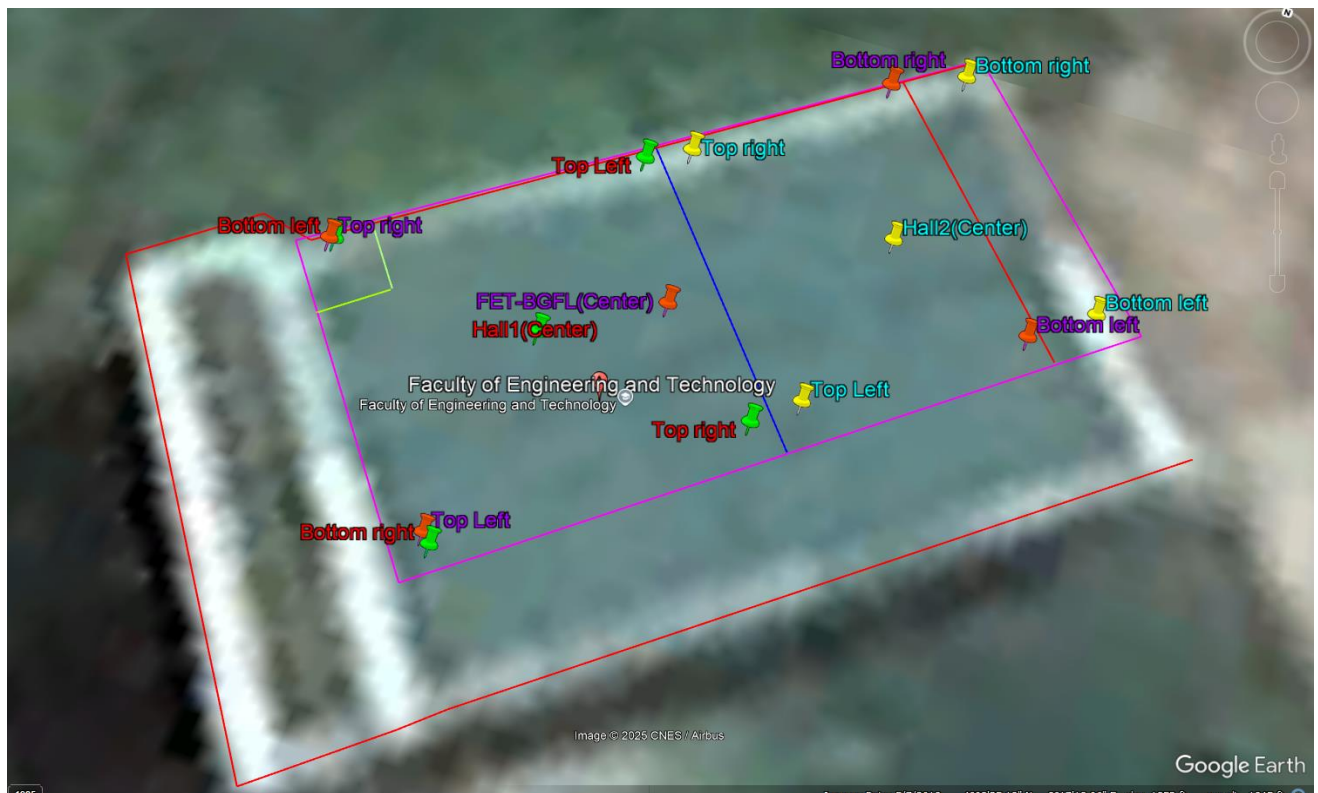 N
Bottom right
Bottom right
Top right
Top Left
Bottom left
Top right
Hall2(Center)
FET-BGFL(Center)
Bottom left
Hall1(Center)
Bottom left
Faculty of Engineering and Technology
Top Left
Faculty of Engineering and Technology
Top right
Top Left
Bottom right
Image © 2025 CNES / Airbus
Google Earth